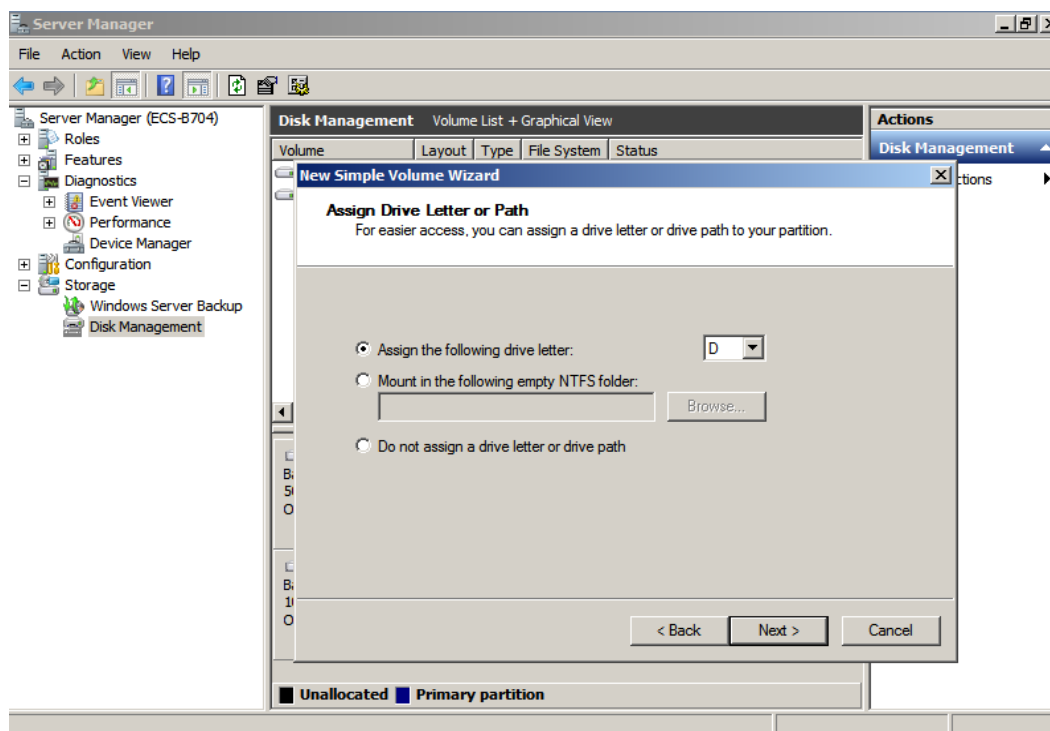 Server Manager
File Action View Help
Server Manager (ECS-B704)
Roles
Features
Diagnostics
Event Viewer
Performance
Device Manager
Configuration
Storage
Windows Server Backup
Disk Management
Disk Management Volume List + Graphical View
Volume Layout Type File System Status
Actions
Disk Management
ctions
New Simple Volume Wizard
Assign Drive Letter or Path
For easier access, you can assign a drive letter or drive path to your partition.
Assign the following drive letter: D
Mount in the following empty NTFS folder:
Browse...
Do not assign a drive letter or drive path
< Back Next > Cancel
Unallocated Primary partition